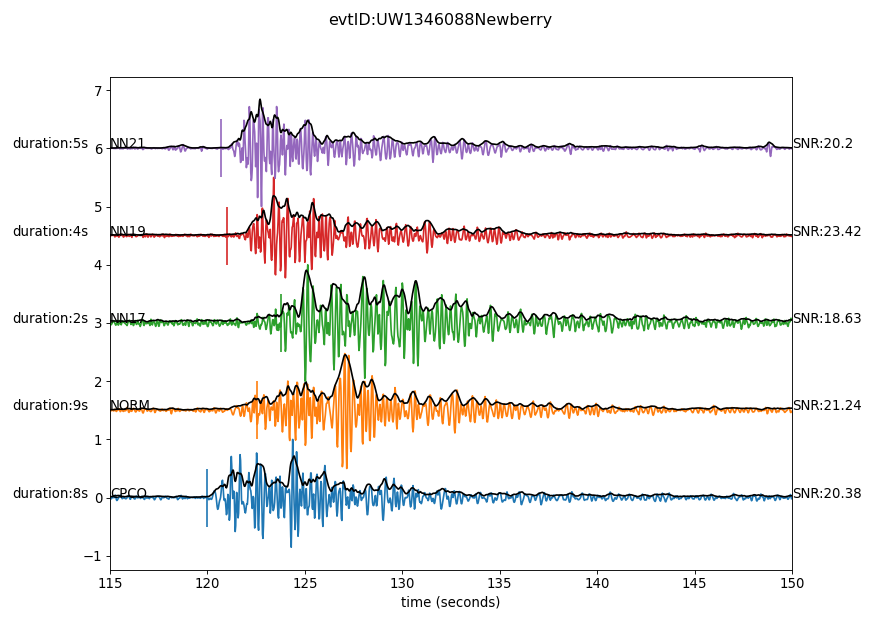 evtID:UW1346088Newberry
7
duration:5s NN21 6 SNR:20.2
5
duration:4s NN19 SNR:23.42
4
duration:2s NN17 3 SNR:18.63
2
duration:9s NORM SNR:21.24
1
duration:8s CPCO 0 SNR:20.38
−1
115 120 125 130 135 140 145 150
time (seconds)